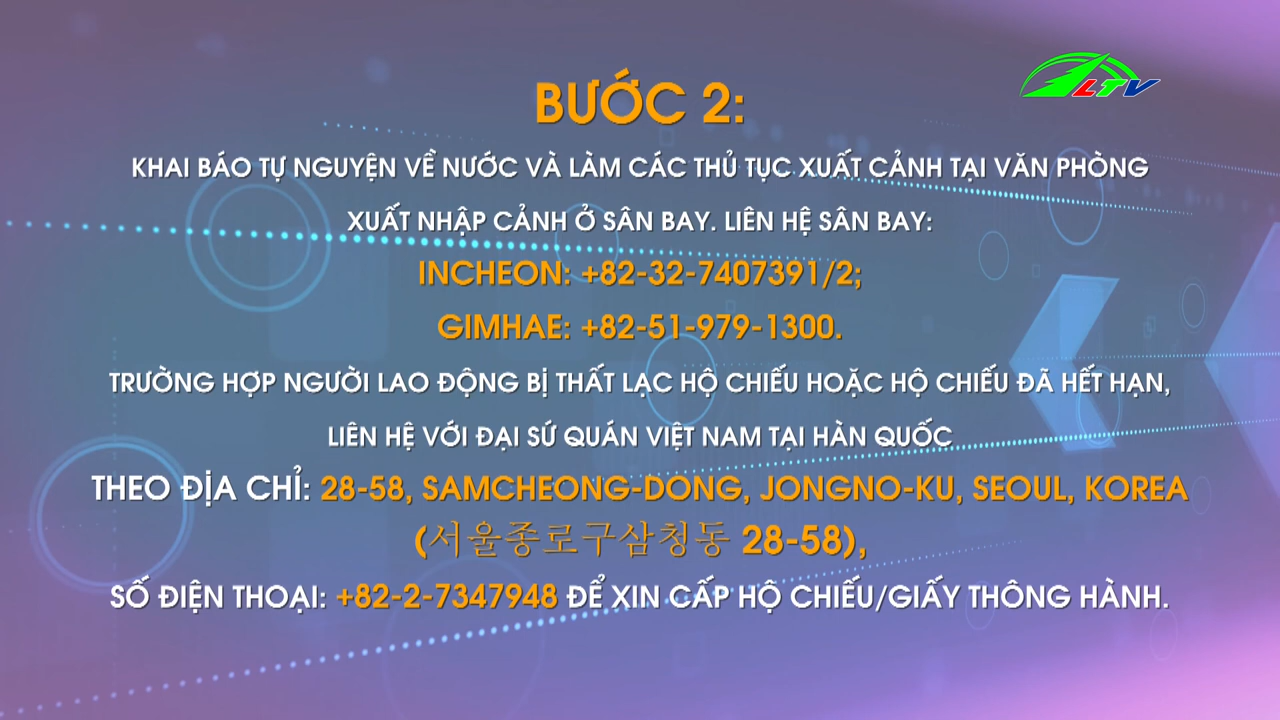 LTV
BƯỚC 2:
KHAI BÁO TỰ NGUYỆN VỀ NƯỚC VÀ LÀM CÁC THỦ TỤC XUẤT CẢNH TẠI VĂN PHÒNG
XUẤT NHẬP CẢNH Ở SÂN BAY. LIÊN HỆ SÂN BAY:
INCHEON: +82-32-7407391/2;
GIMHAE: +82-51-979-1300.
TRƯỜNG HỢP NGƯỜI LAO ĐỘNG BỊ THẤT LẠC HỘ CHIẾU HOẶC HỘ CHIẾU ĐÃ HẾT HẠN,
LIÊN HỆ VỚI ĐẠI SỨ QUÁN VIỆT NAM TẠI HÀN QUỐC
THEO ĐỊA CHỈ: 28-58, SAMCHEONG-DONG, JONGNO-KU, SEOUL, KOREA
(서울종로구삼청동 28-58),
SỐ ĐIỆN THOẠI: +82-2-7347948 ĐỂ XIN CẤP HỘ CHIẾU/GIẤY THÔNG HÀNH.